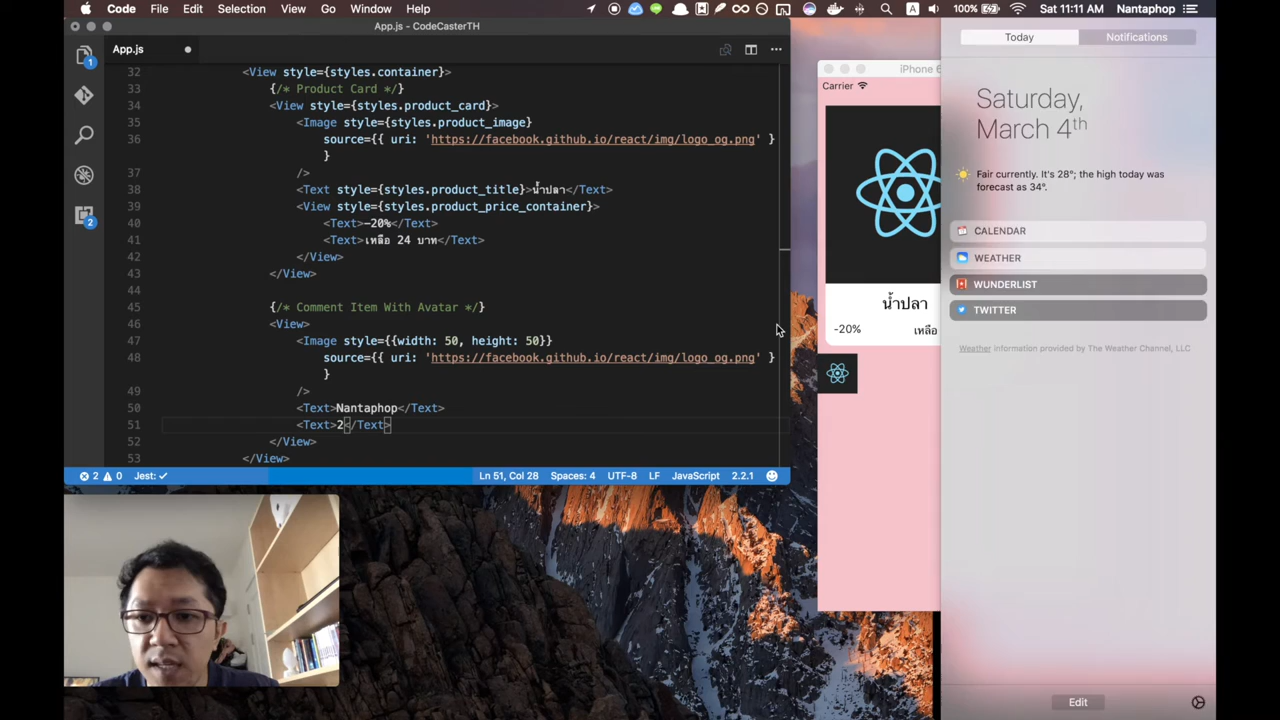 Code File Edit Selection View Go Window Help
100% A Sat 11:11 AM Nantaphop
App.js - CodeCasterTH
App.js
32 <View style={styles.container}>
33 {/* Product Card */}
34 <View style={styles.product_card}>
35 <Image style={styles.product_image}
36 source={{ uri: 'https://facebook.github.io/react/img/logo_og.png' }
}
37 />
38 <Text style={styles.product_title}>น้ำปลา</Text>
39 <View style={styles.product_price_container}>
40 <Text>-20%</Text>
41 <Text>เหลือ 24 บาท</Text>
42 </View>
43 </View>
44
45 {/* Comment Item With Avatar */}
46 <View>
47 <Image style={{width: 50, height: 50}}
48 source={{ uri: 'https://facebook.github.io/react/img/logo_og.png' }
}
49 />
50 <Text>Nantaphop</Text>
51 <Text>2</Text>
52 </View>
53 </View>
1
2
2 0 Jest: Ln 51, Col 28 Spaces: 4 UTF-8 LF JavaScript 2.2.1
iPhone 6
Carrier
น้ำปลา
-20% เหลือ
Today Notifications
Saturday,
March 4th
Fair currently. It's 28°; the high today was
forecast as 34°.
CALENDAR
WEATHER
WUNDERLIST
TWITTER
Weather information provided by The Weather Channel, LLC
Edit